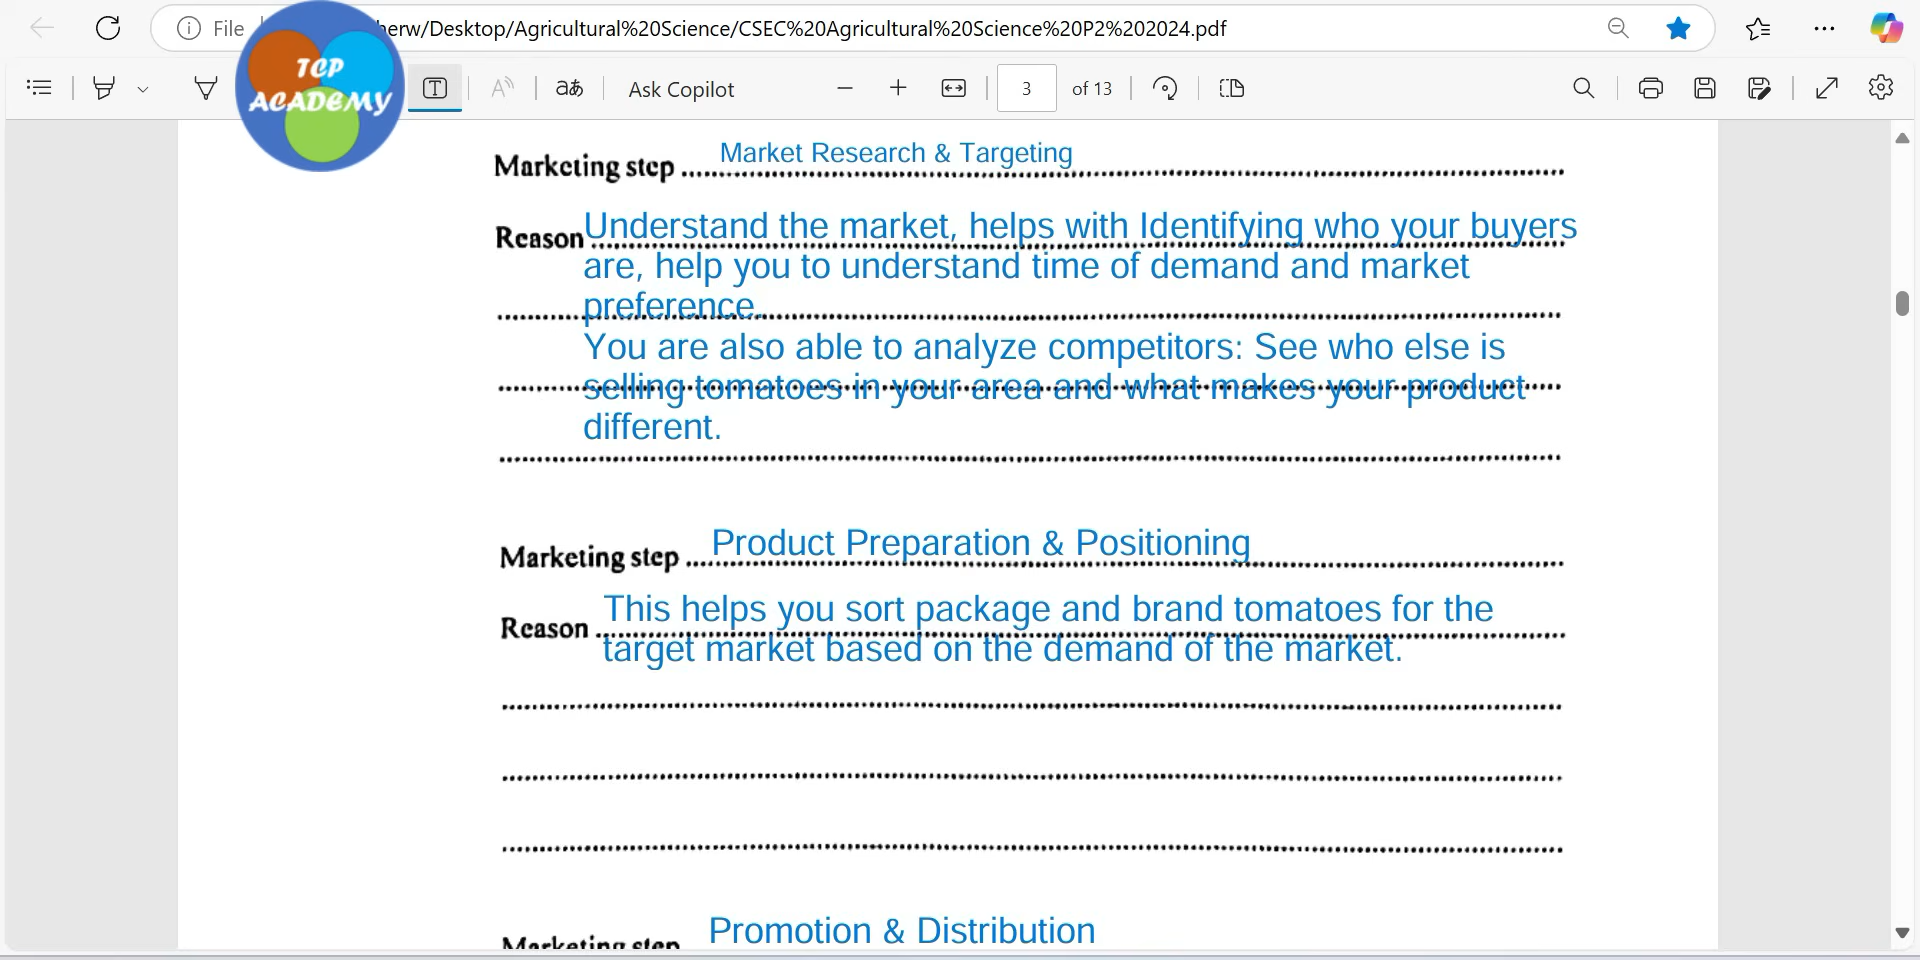 File
herw/Desktop/Agricultural%20Science/CSEC%20Agricultural%20Science%20P2%202024.pdf
TCP
ACADEMY
Ask Copilot
3 of 13
Marketing step Market Research & Targeting
Reason Understand the market, helps with Identifying who your buyers
are, help you to understand time of demand and market
preference.
You are also able to analyze competitors: See who else is
selling tomatoes in your area and what makes your product
different.
Marketing step Product Preparation & Positioning
Reason This helps you sort package and brand tomatoes for the
target market based on the demand of the market.
Marketing step Promotion & Distribution